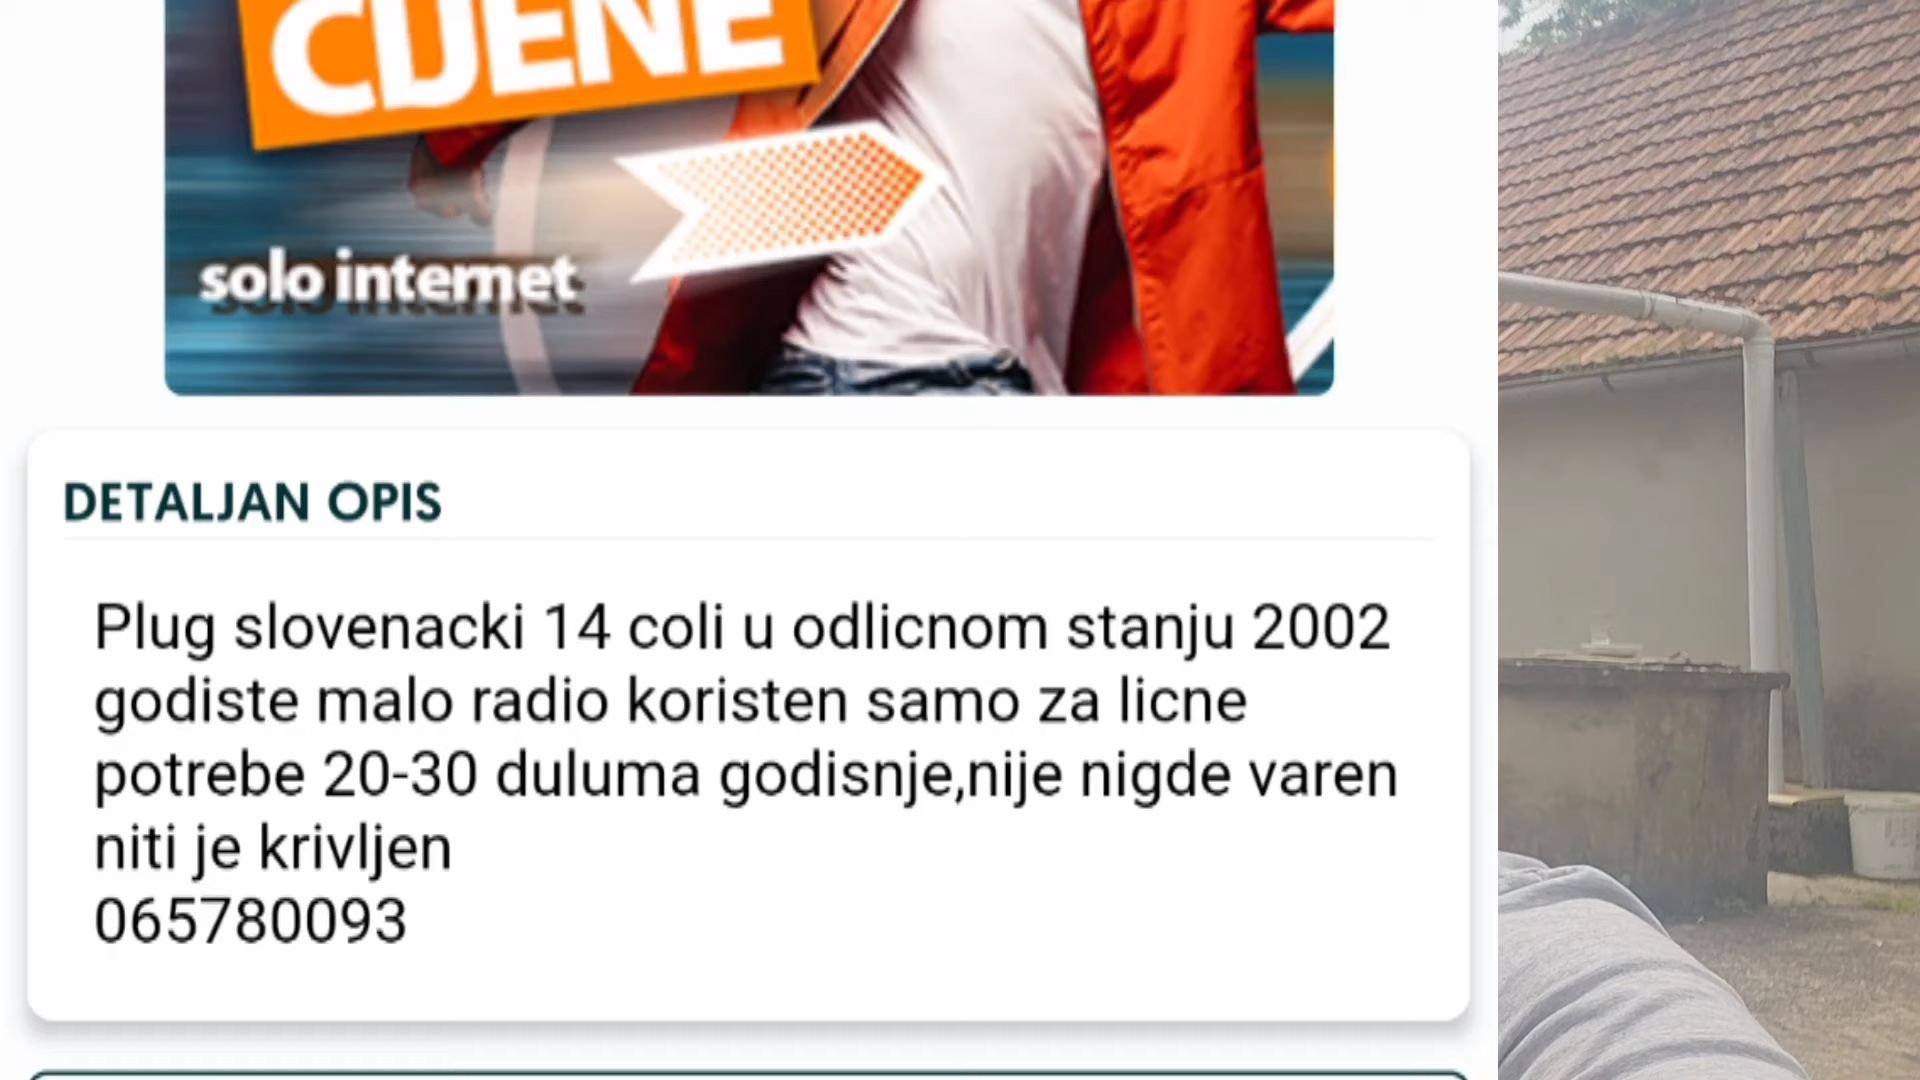 CIJENE
solo internet
DETALJAN OPIS
Plug slovenacki 14 coli u odlicnom stanju 2002
godiste malo radio koristen samo za licne
potrebe 20-30 duluma godisnje,nije nigde varen
niti je krivljen
065780093